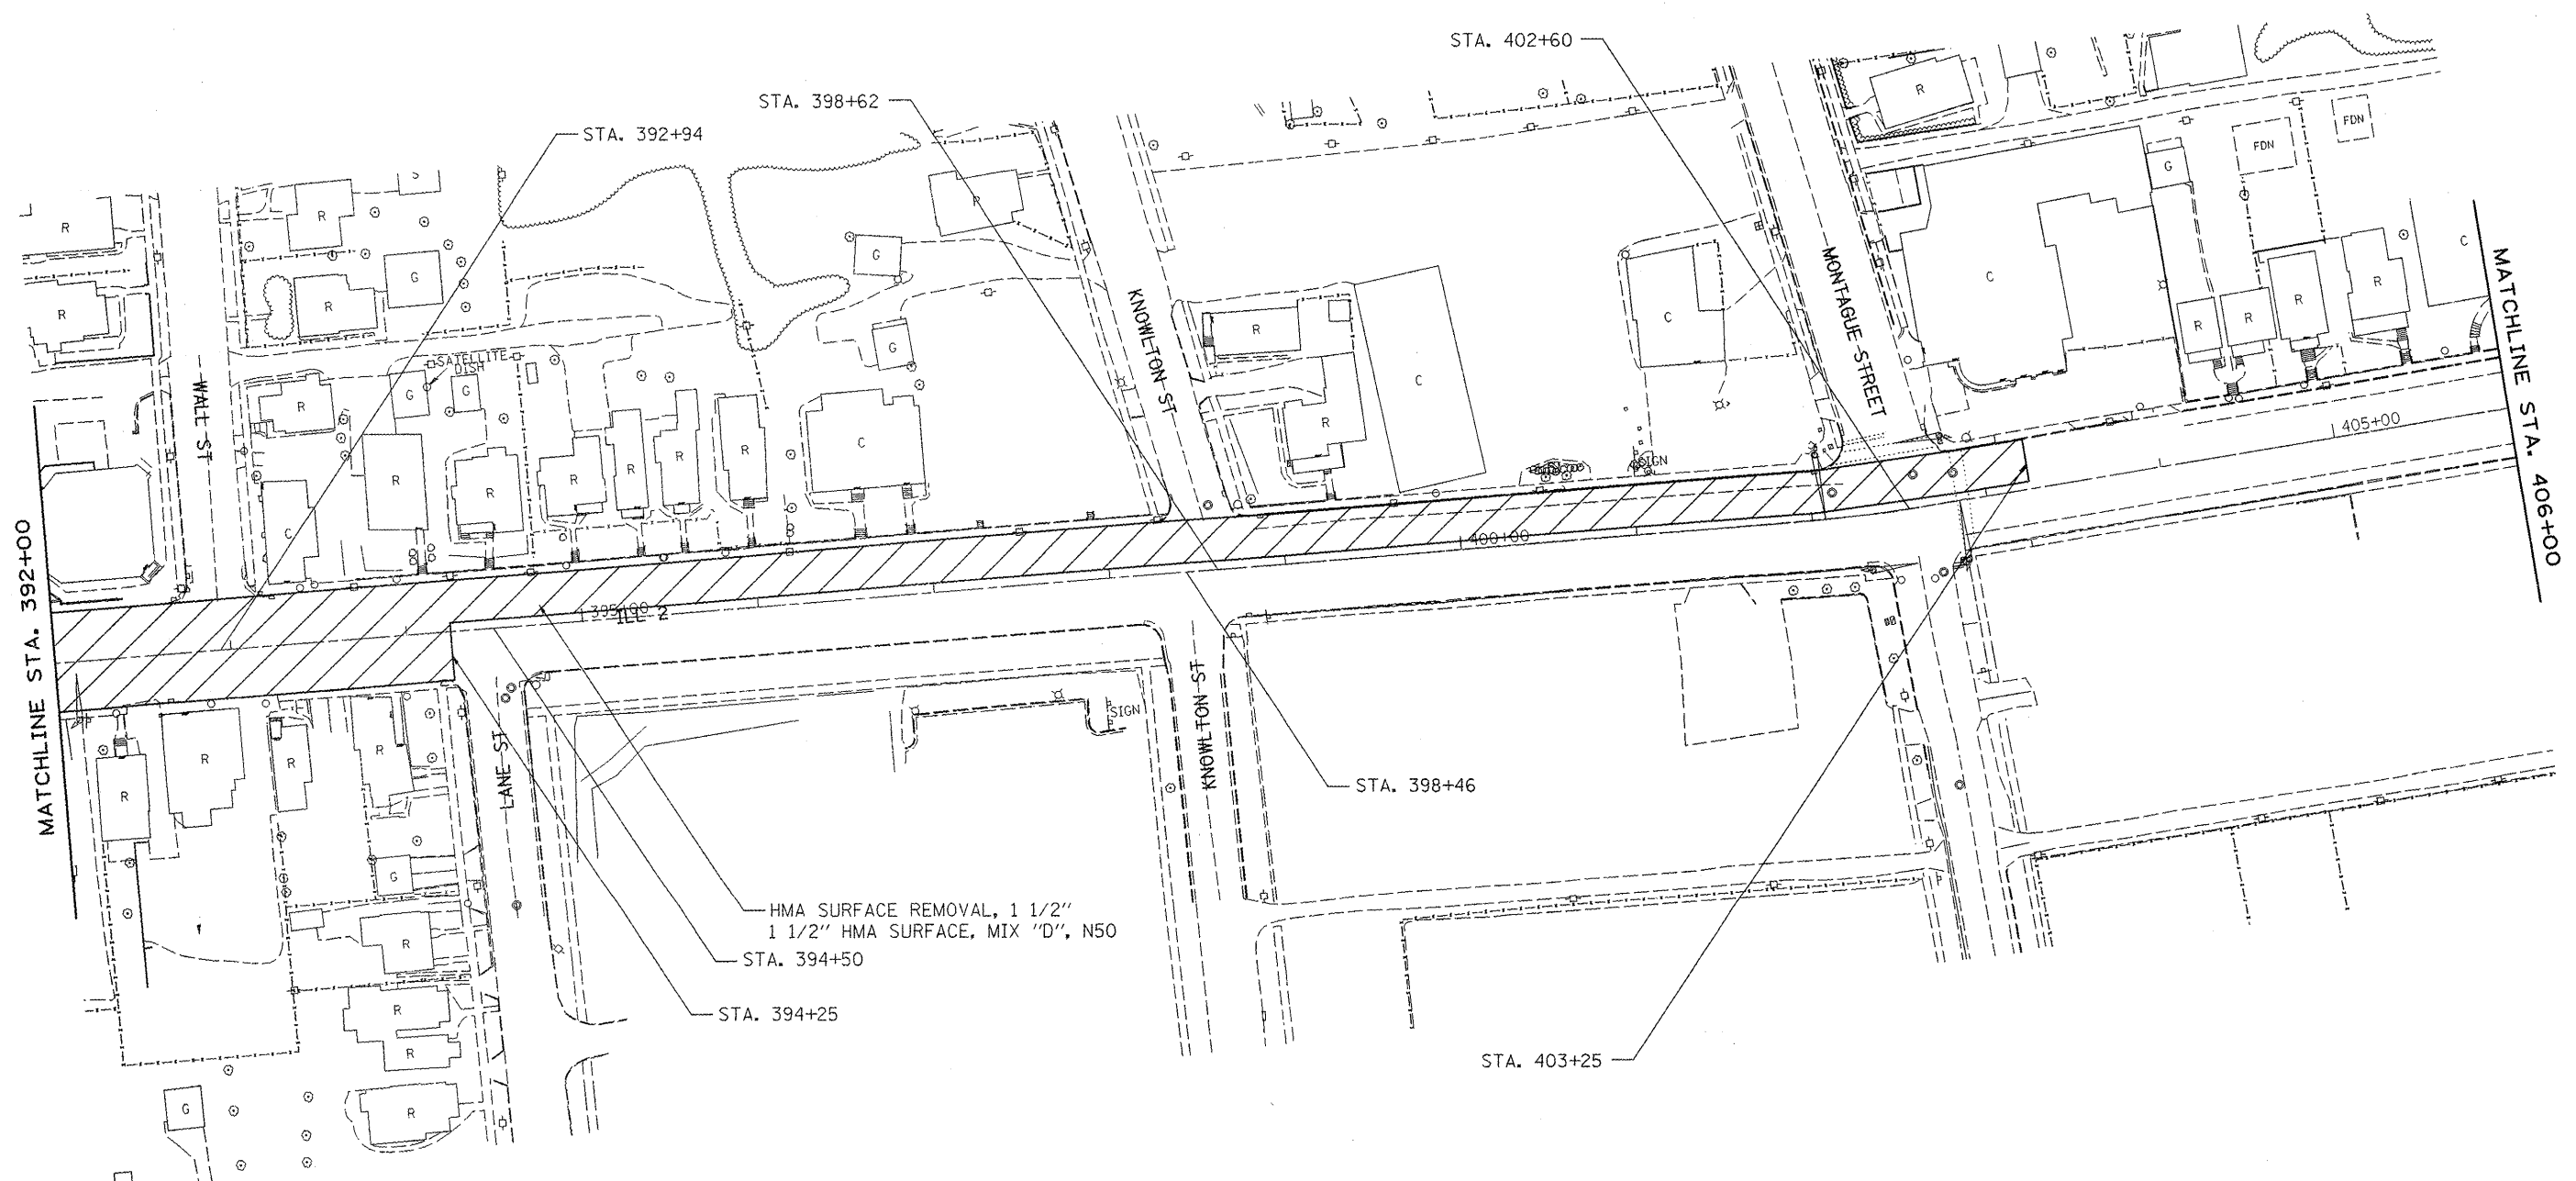 STA. 402+60
STA. 398+62
STA. 392+94
R
FDN
FDN
S
R
R
R
G
G
C
R
R
G
G
G
R
R
SATELLITE
DISH
G
G
R
R
R
R
R
R
R
C
R
R
C
C
C
R
R
R
R
WALL ST
KNOWLTON ST
MONTAGUE STREET
SIGN
C
405+00
400+00
395+00
ILL 2
MATCHLINE STA. 392+00
MATCHLINE STA. 406+00
R
R
R
R
LANE ST
SIGN
KNOWLTON ST
STA. 398+46
G
HMA SURFACE REMOVAL, 1 1/2"
1 1/2" HMA SURFACE, MIX "D", N50
R
STA. 394+50
R
STA. 394+25
R
STA. 403+25
G
R